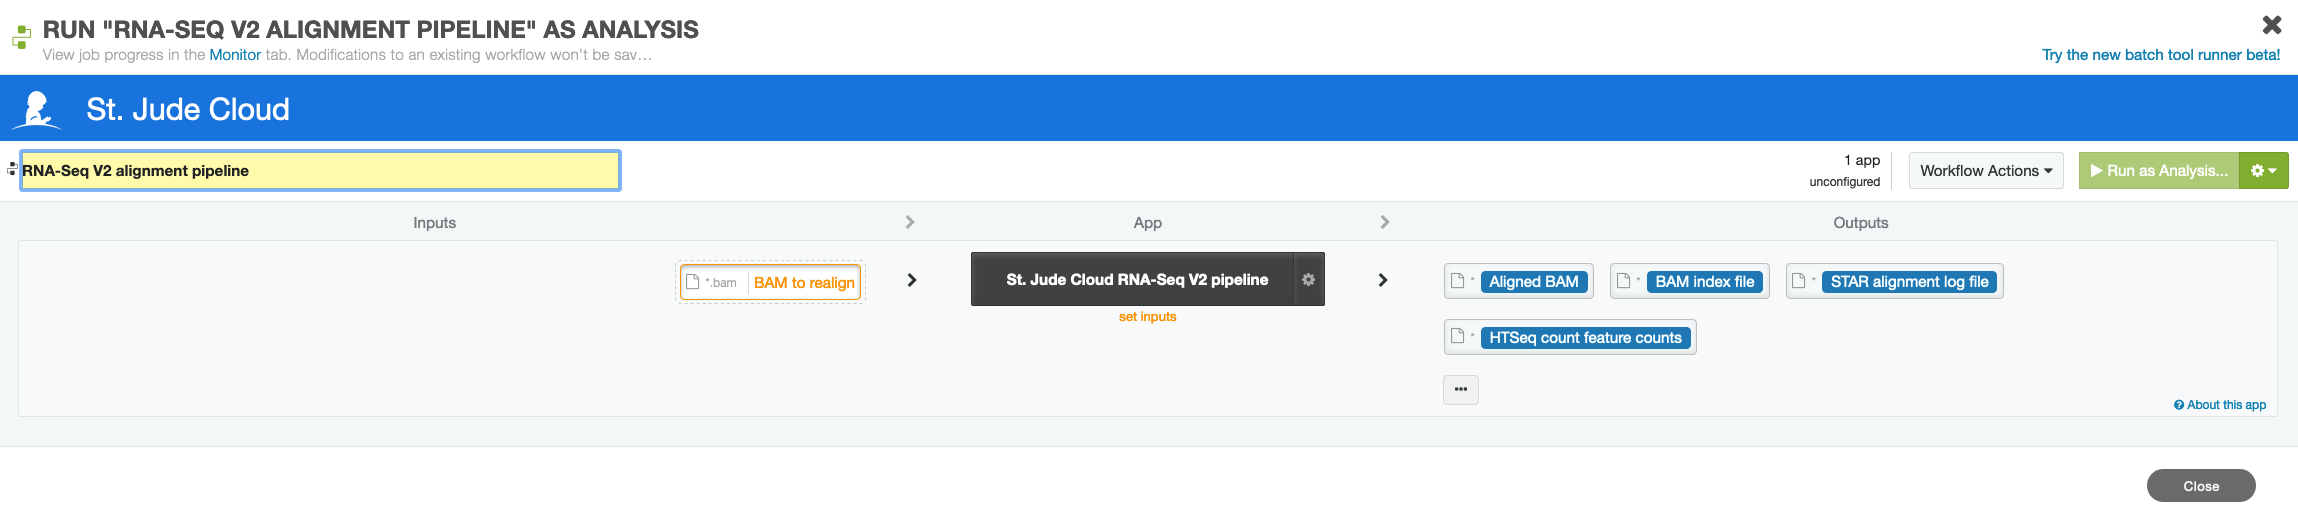 RUN "RNA-SEQ V2 ALIGNMENT PIPELINE" AS ANALYSIS
View job progress in the Monitor tab. Modifications to an existing workflow won't be sav...
Try the new batch tool runner beta!
St. Jude Cloud
RNA-Seq V2 alignment pipeline
1 app
unconfigured
Workflow Actions
Run as Analysis...
Inputs
App
Outputs
*.bam BAM to realign
St. Jude Cloud RNA-Seq V2 pipeline
set inputs
* Aligned BAM
* BAM index file
* STAR alignment log file
* HTSeq count feature counts
•••
About this app
Close